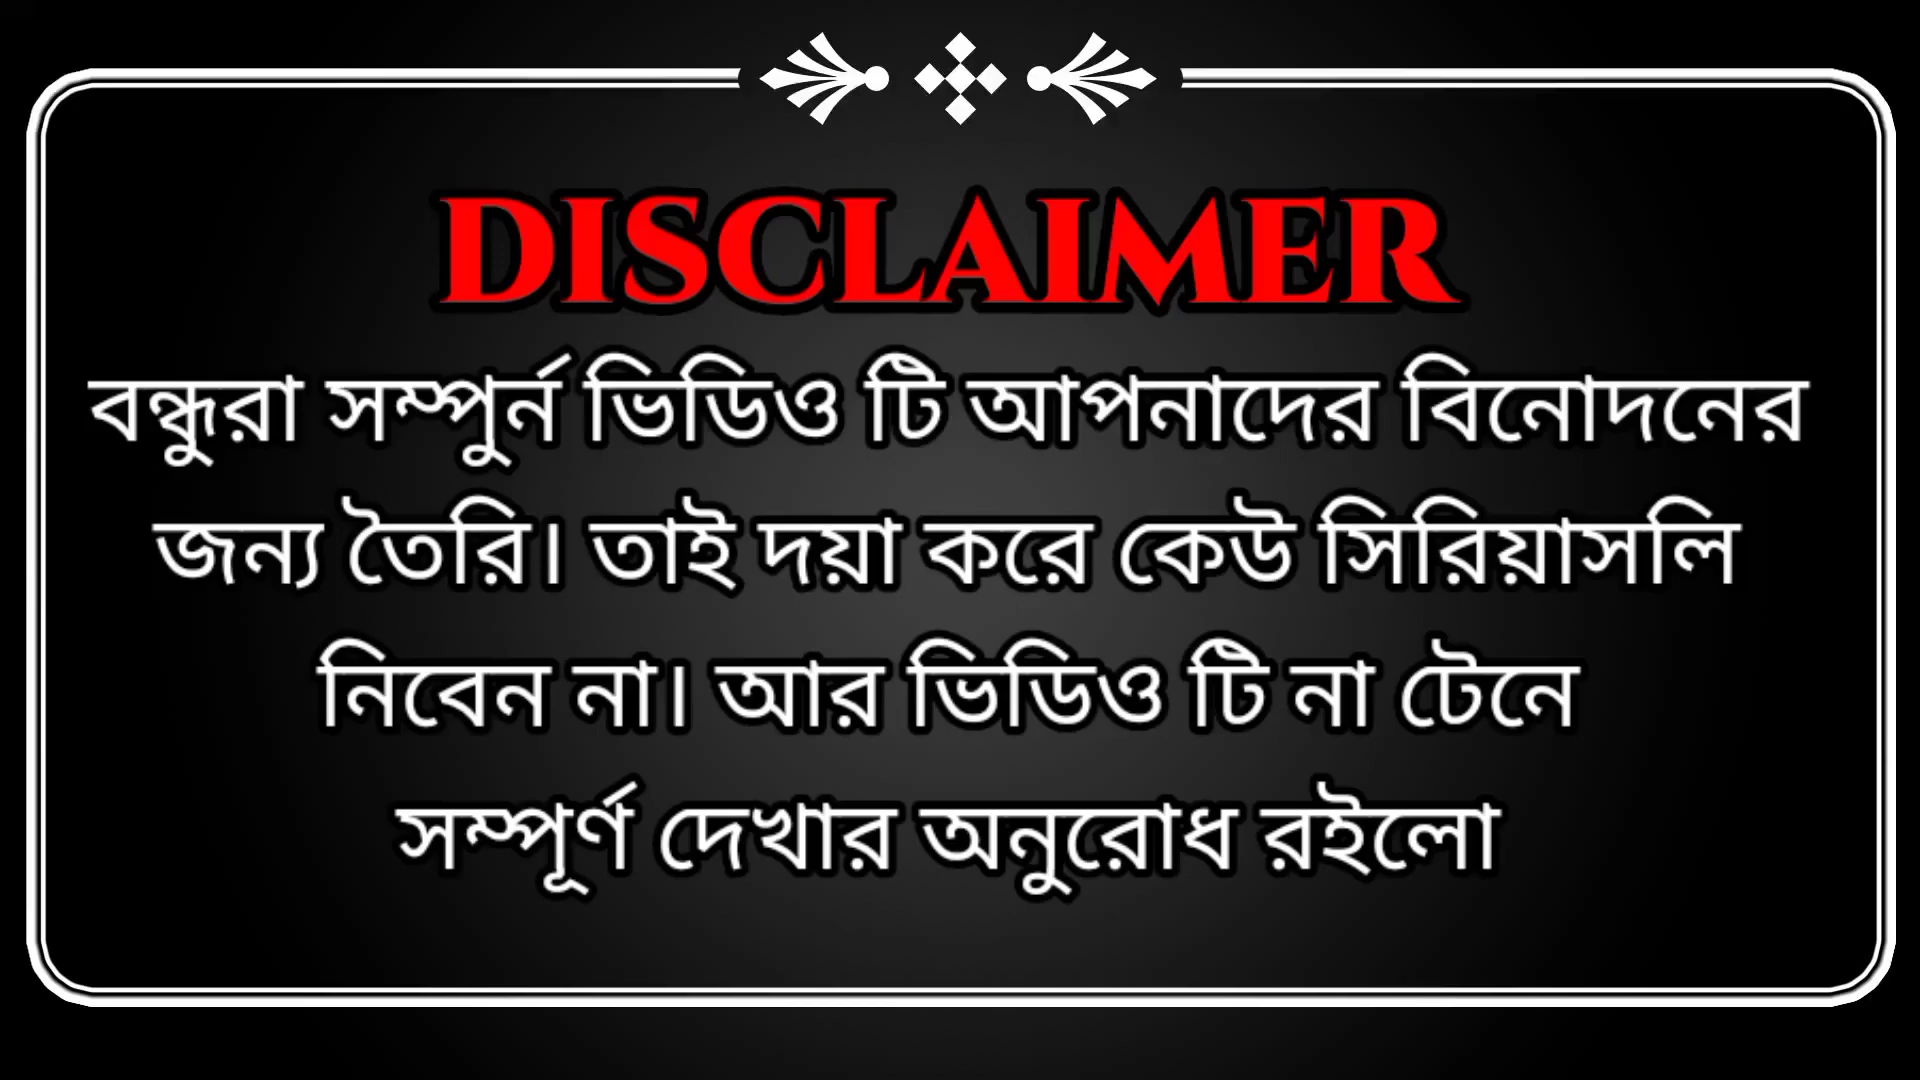 DISCLAIMER
বন্ধুরা সম্পুর্ন ভিডিও টি আপনাদের বিনোদনের
জন্য তৈরি। তাই দয়া করে কেউ সিরিয়াসলি
নিবেন না। আর ভিডিও টি না টেনে
সম্পূর্ণ দেখার অনুরোধ রইলো